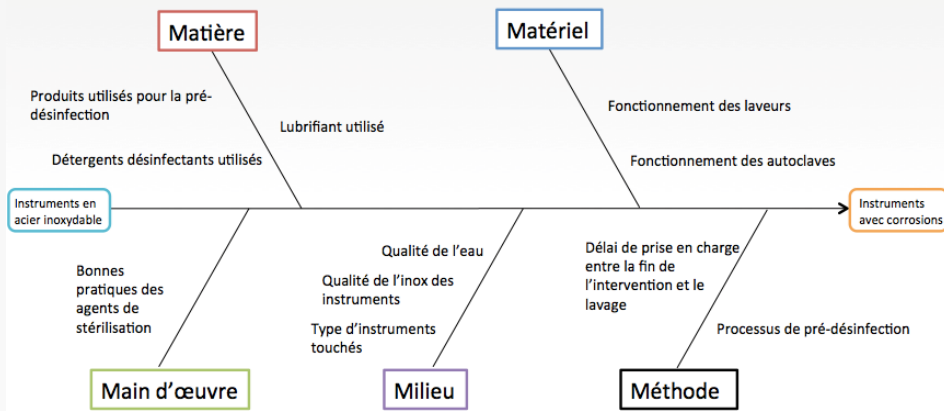 Matière
Matériel
Produits utilisés pour la pré-
désinfection
Lubrifiant utilisé
Détergents désinfectants utilisés
Fonctionnement des laveurs
Fonctionnement des autoclaves
Instruments en
acier inoxydable
Instruments
avec corrosions
Bonnes
pratiques des
agents de
stérilisation
Qualité de l'eau
Qualité de l'inox des
instruments
Type d'instruments
touchés
Délai de prise en charge
entre la fin de
l'intervention et le
lavage
Processus de pré-désinfection
Main d'œuvre
Milieu
Méthode